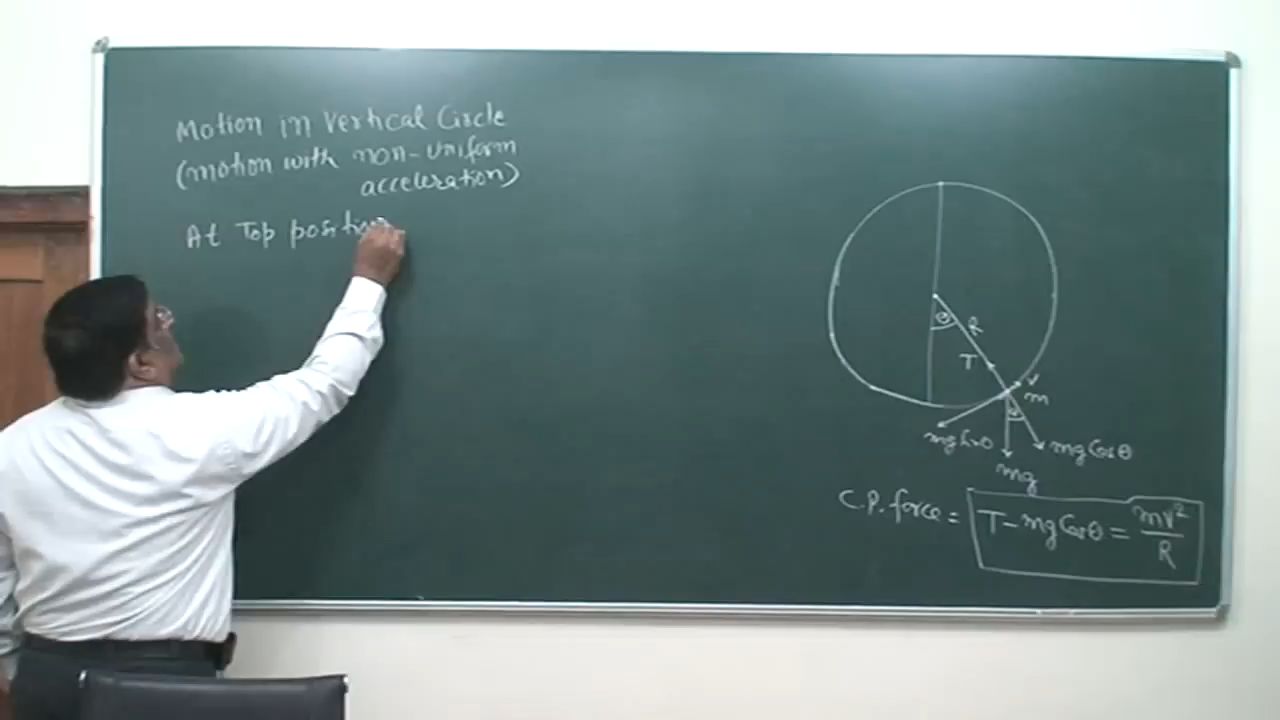 Motion in Vertical Circle
(motion with non-uniform
acceleration)
At Top position
θ
R
T
v
m
θ
mg Sinθ
mg Cosθ
mg
C.P. force = T - mg Cosθ = mv²/R